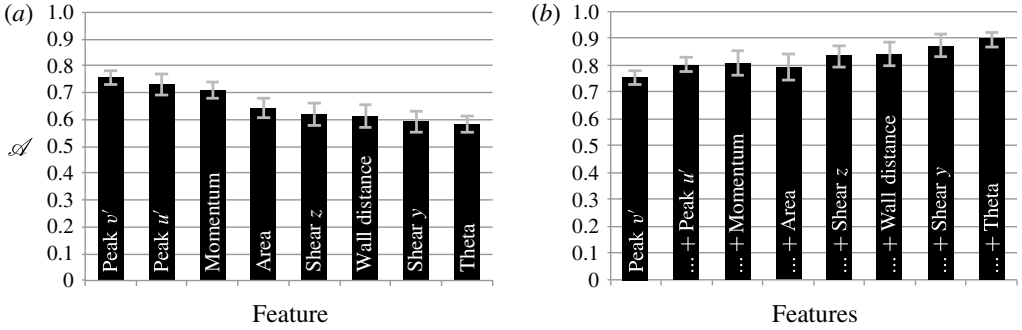 (a)
1.0
0.9
0.8
0.7
0.6
𝒜
0.5
0.4
0.3
0.2
0.1
0
Peak v′
Peak u′
Momentum
Area
Shear z
Wall distance
Shear y
Theta
Feature
(b)
1.0
0.9
0.8
0.7
0.6
0.5
0.4
0.3
0.2
0.1
0
Peak v′
... + Peak u′
... + Momentum
... + Area
... + Shear z
... + Wall distance
... + Shear y
... + Theta
Features